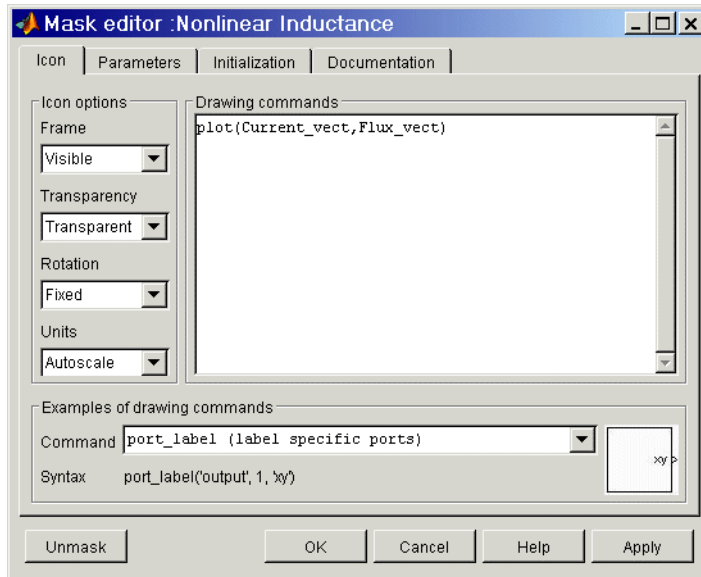 Mask editor :Nonlinear Inductance
Icon Parameters Initialization Documentation
Icon options
Frame
Visible
Transparency
Transparent
Rotation
Fixed
Units
Autoscale
Drawing commands
plot(Current_vect,Flux_vect)
Examples of drawing commands
Command port_label (label specific ports)
Syntax port_label('output', 1, 'xy')
xy
Unmask OK Cancel Help Apply